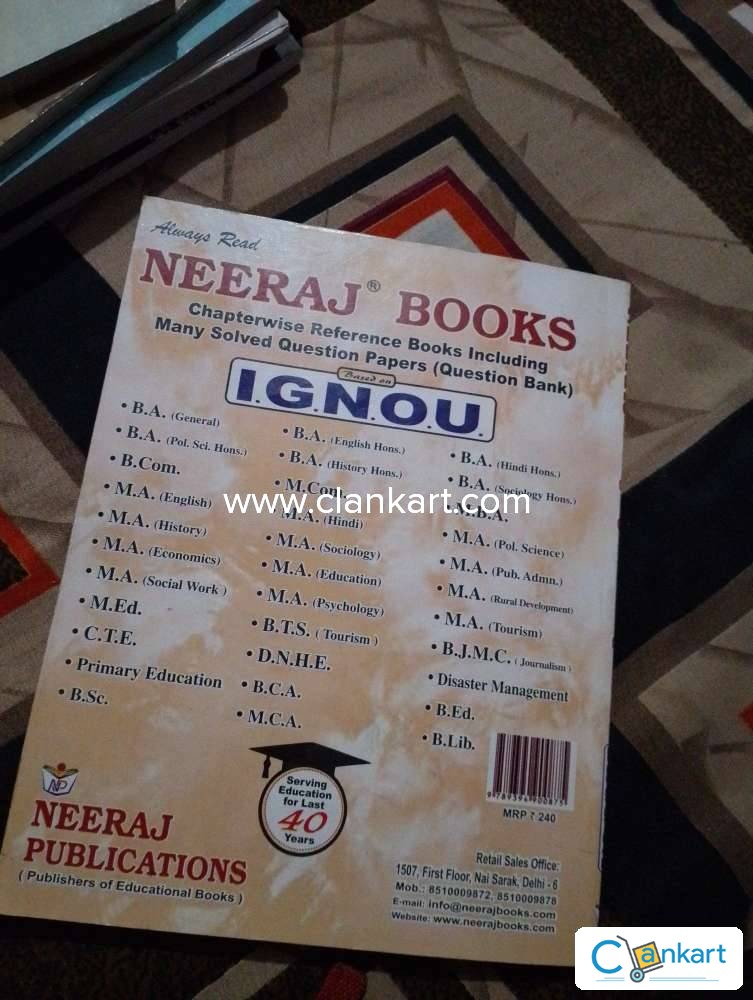 Always Read
NEERAJ® BOOKS
Chapterwise Reference Books Including
Many Solved Question Papers (Question Bank)
Based on
I.G.N.O.U.
• B.A. (General)
• B.A. (Pol. Sci. Hons.)
• B.Com.
• M.A. (English)
• M.A. (History)
• M.A. (Economics)
• M.A. (Social Work )
• M.Ed.
• C.T.E.
• Primary Education
• B.Sc.
• B.A. (English Hons.)
• B.A. (History Hons.)
• M.Com.
• M.A. (Hindi)
• M.A. (Sociology)
• M.A. (Education)
• M.A. (Psychology)
• B.T.S. ( Tourism )
• D.N.H.E.
• B.C.A.
• M.C.A.
• B.A. (Hindi Hons.)
• B.A. (Sociology Hons.)
• M.B.A.
• M.A. (Pol. Science)
• M.A. (Pub. Admn.)
• M.A. (Rural Development)
• M.A. (Tourism)
• B.J.M.C. ( Journalism )
• Disaster Management
• B.Ed.
• B.Lib.
www.clankart.com
9 789396 900875
MRP ₹ 240
NP
NEERAJ
PUBLICATIONS
( Publishers of Educational Books )
Serving
Education
for Last
40
Years
Retail Sales Office:
1507, First Floor, Nai Sarak, Delhi - 6
Mob.: 8510009872, 8510009878
E-mail: info@neerajbooks.com
Website: www.neerajbooks.com
Clankart